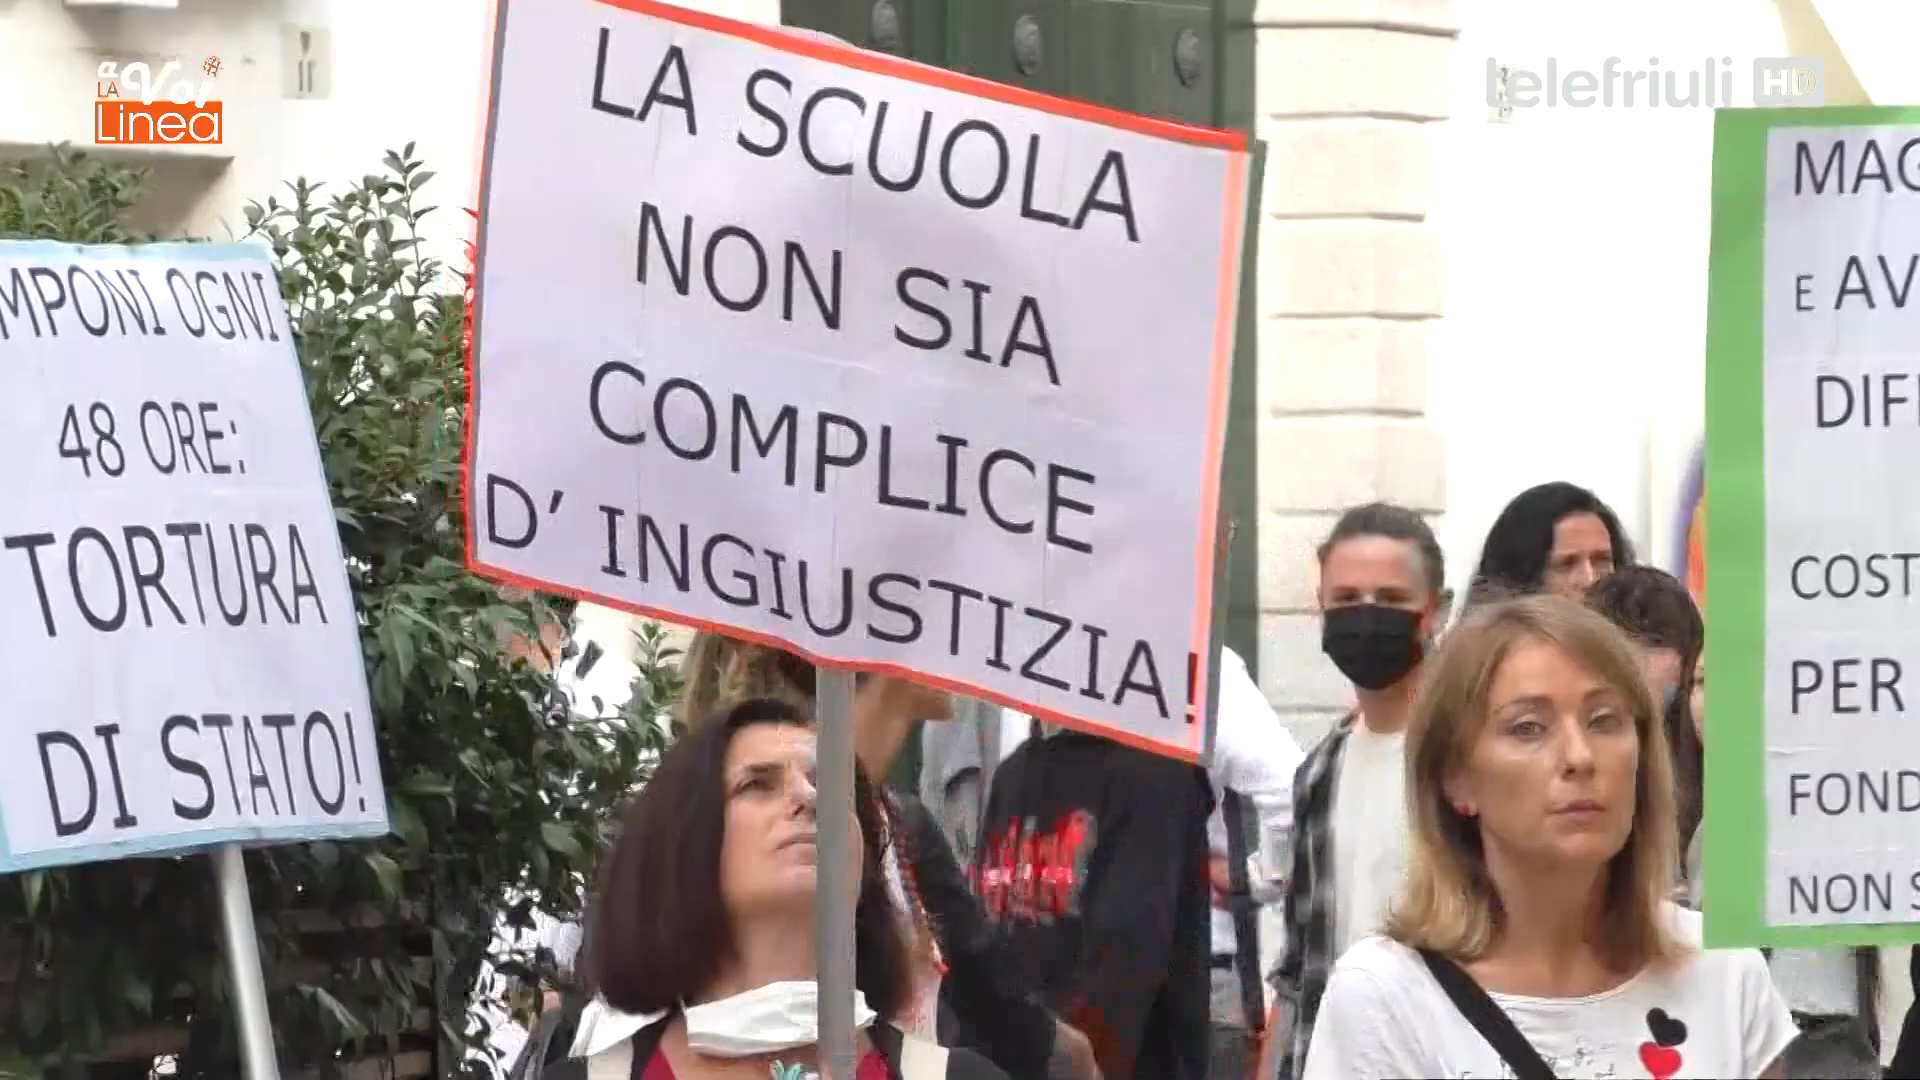 a Voi
LA
Linea
telefriuli HD
MPONI OGNI
48 ORE:
TORTURA
DI STATO!
LA SCUOLA
NON SIA
COMPLICE
D' INGIUSTIZIA!
MAG
E AV
DIF
COST
PER
FOND
NON S